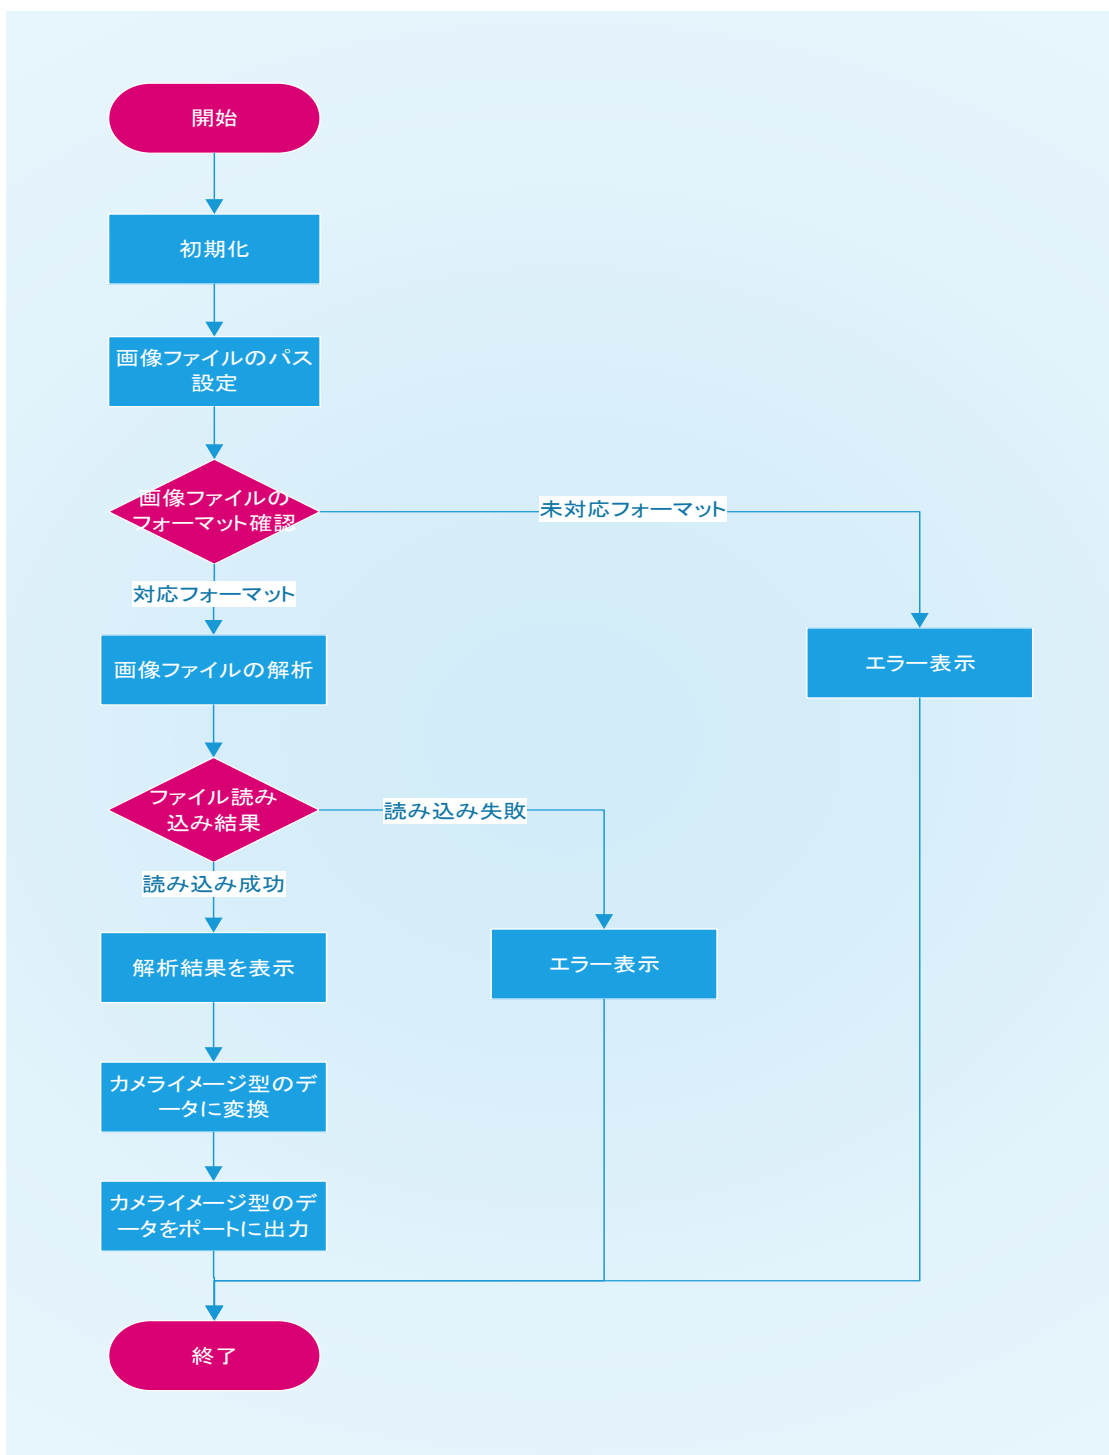 開始
初期化
画像ファイルのパス
設定
画像ファイルの
フォーマット確認
未対応フォーマット
対応フォーマット
画像ファイルの解析
エラー表示
ファイル読み
込み結果
読み込み失敗
読み込み成功
解析結果を表示
エラー表示
カメライメージ型のデ
ータに変換
カメライメージ型のデ
ータをポートに出力
終了